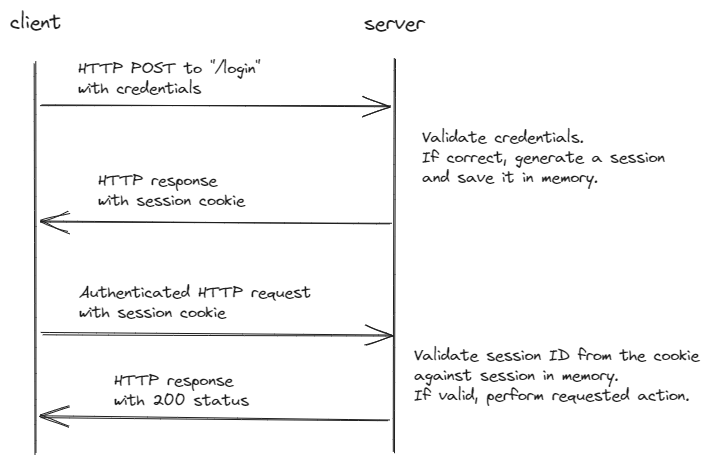 client
server
HTTP POST to "/login"
with credentials
Validate credentials.
If correct, generate a session
and save it in memory.
HTTP response
with session cookie
Authenticated HTTP request
with session cookie
Validate session ID from the cookie
against session in memory.
If valid, perform requested action.
HTTP response
with 200 status